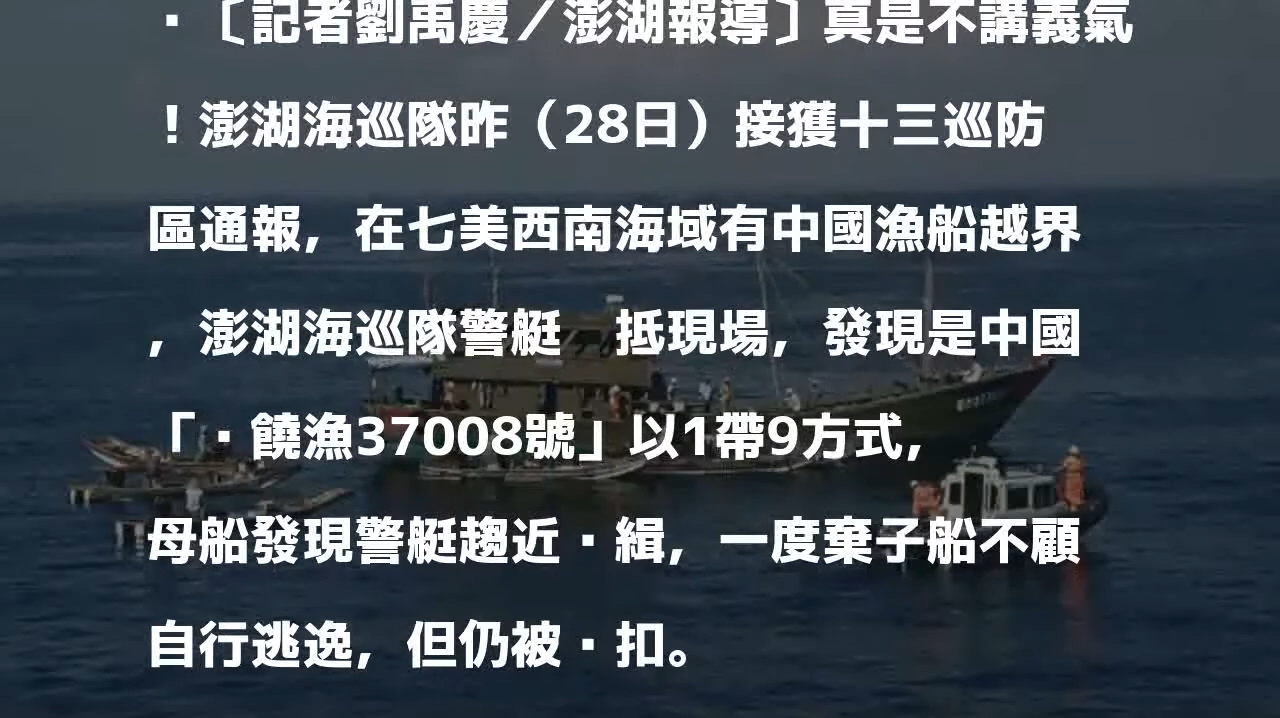 ▪〔記者劉禹慶／澎湖報導〕真是不講義氣
！澎湖海巡隊昨（28日）接獲十三巡防
區通報，在七美西南海域有中國漁船越界
，澎湖海巡隊警艇　抵現場，發現是中國
「▪饒漁37008號」以1帶9方式，
母船發現警艇趨近▪緝，一度棄子船不顧
自行逃逸，但仍被▪扣。